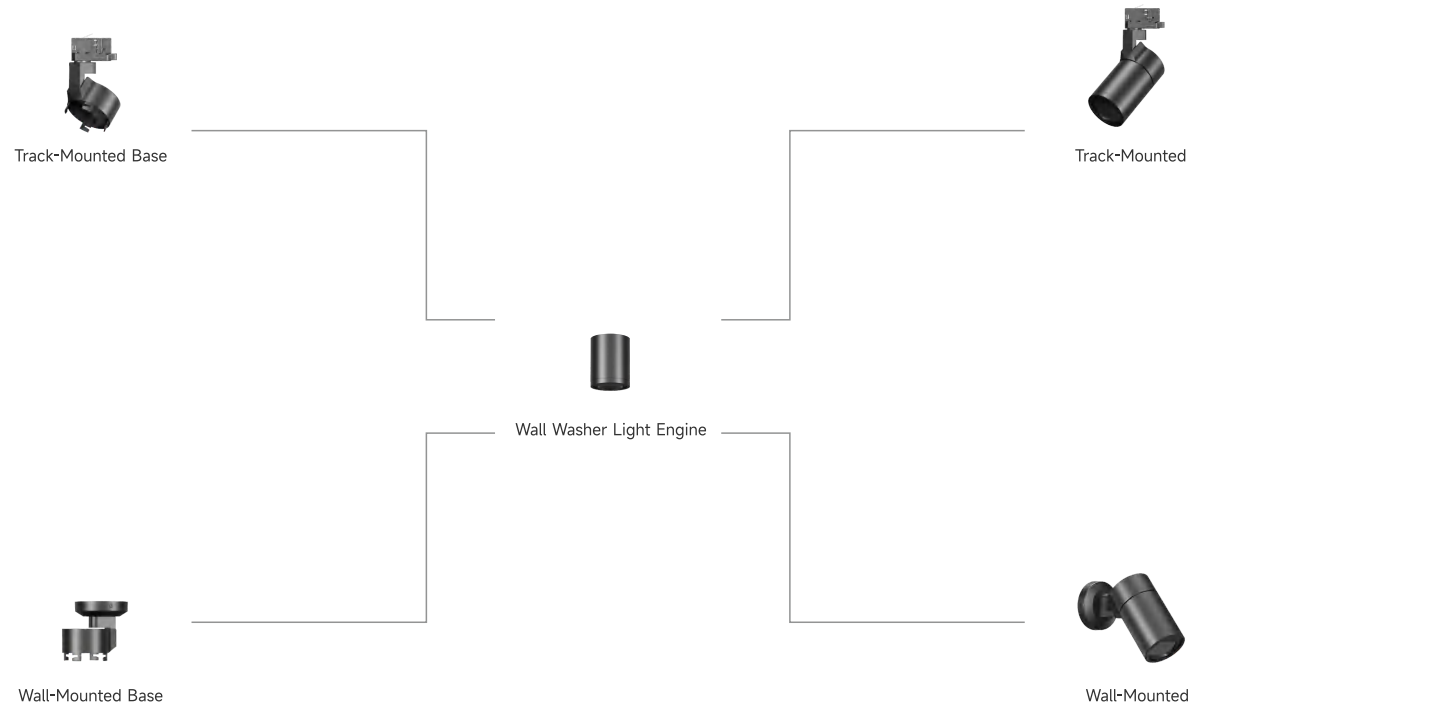 Track-Mounted Base
Track-Mounted
Wall Washer Light Engine
Wall-Mounted Base
Wall-Mounted